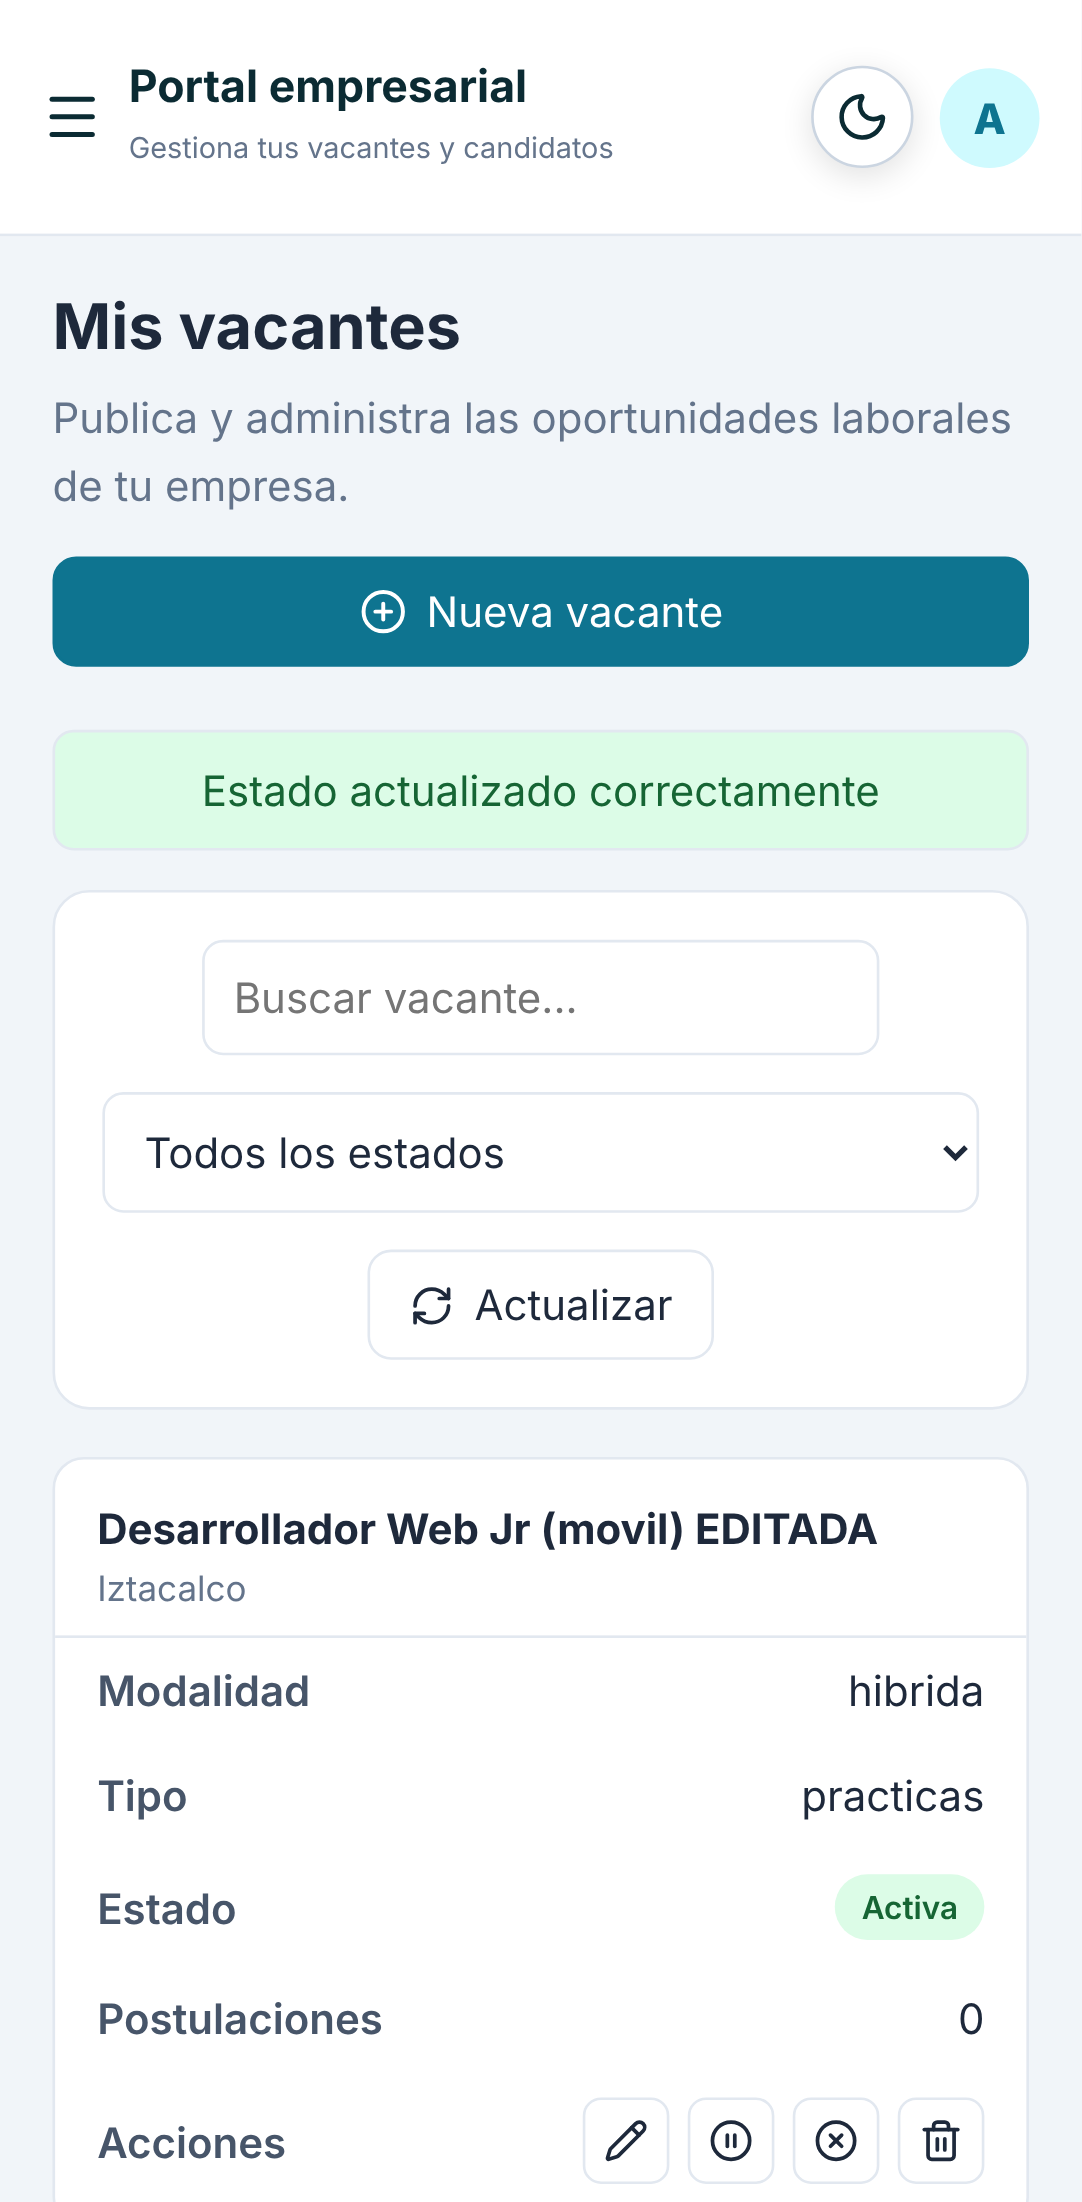 Portal empresarial
Gestiona tus vacantes y candidatos
A
Mis vacantes
Publica y administra las oportunidades laborales
de tu empresa.
Nueva vacante
Estado actualizado correctamente
Buscar vacante...
Todos los estados
Actualizar
Desarrollador Web Jr (movil) EDITADA
Iztacalco
Modalidad hibrida
Tipo practicas
Estado Activa
Postulaciones 0
Acciones